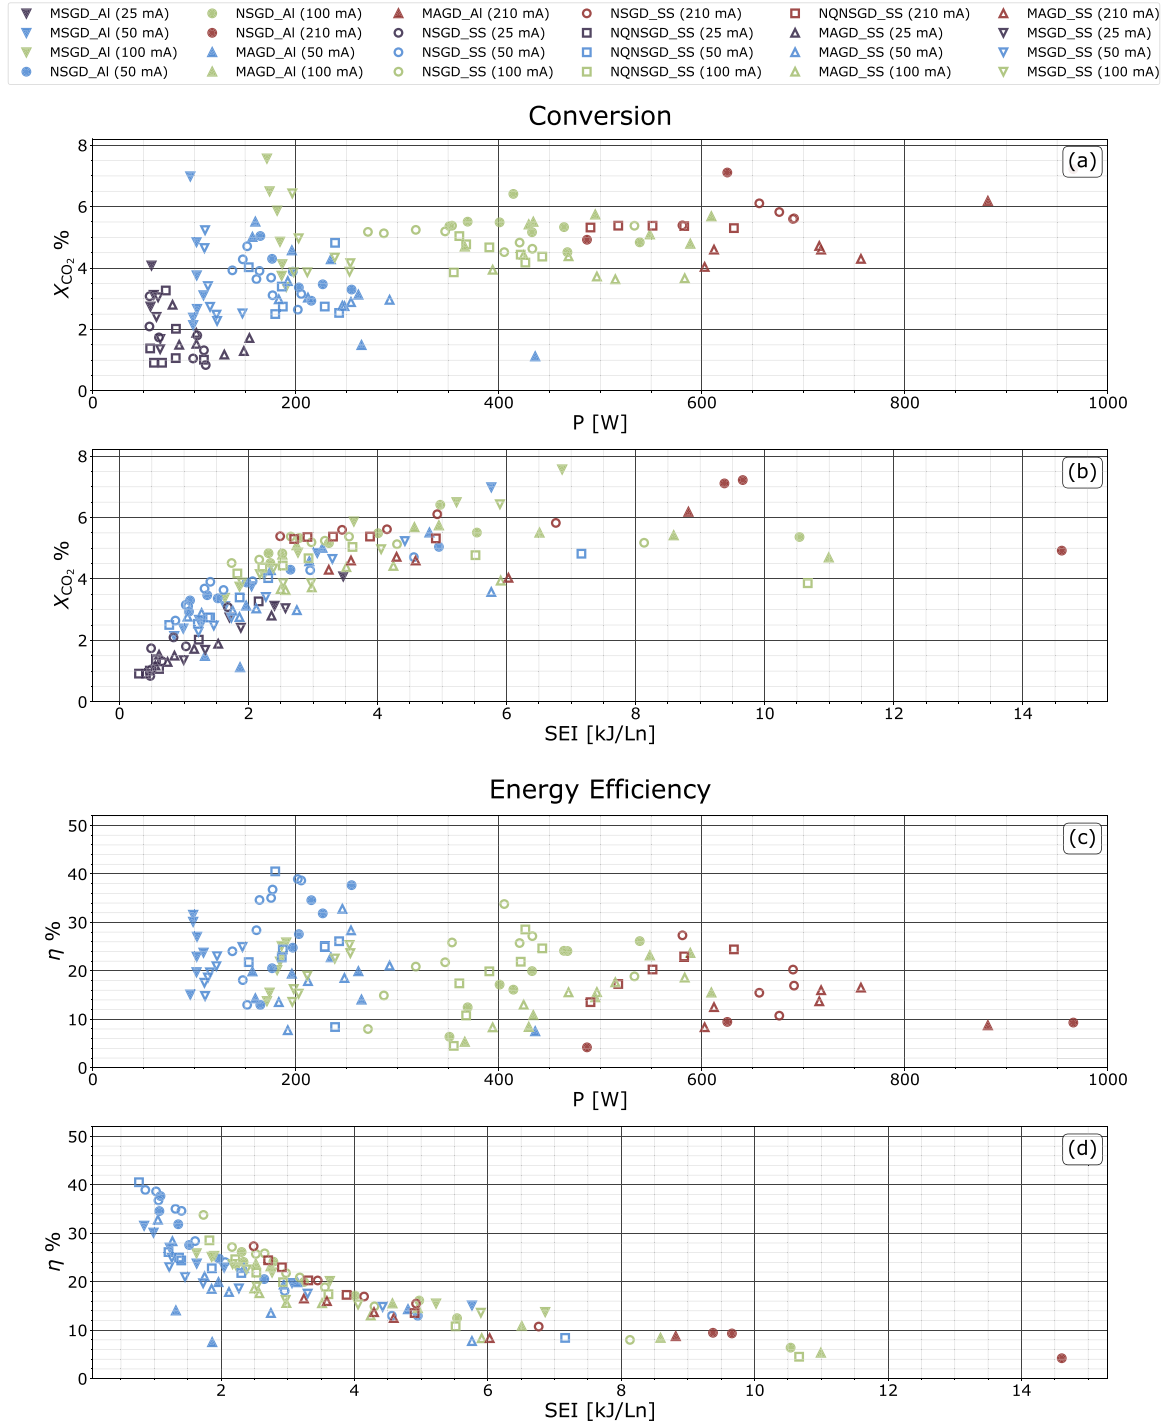 MSGD_Al (25 mA) NSGD_Al (100 mA) MAGD_Al (210 mA) NSGD_SS (210 mA) NQNSGD_SS (210 mA) MAGD_SS (210 mA)
MSGD_Al (50 mA) NSGD_Al (210 mA) NSGD_SS (25 mA) NQNSGD_SS (25 mA) MAGD_SS (25 mA) MSGD_SS (25 mA)
MSGD_Al (100 mA) MAGD_Al (50 mA) NSGD_SS (50 mA) NQNSGD_SS (50 mA) MAGD_SS (50 mA) MSGD_SS (50 mA)
NSGD_Al (50 mA) MAGD_Al (100 mA) NSGD_SS (100 mA) NQNSGD_SS (100 mA) MAGD_SS (100 mA) MSGD_SS (100 mA)
Conversion
8
(a)
6
X_CO₂ %
4
2
0
0 200 400 600 800 1000
P [W]
8
(b)
6
X_CO₂ %
4
2
0
0 2 4 6 8 10 12 14
SEI [kJ/Ln]
Energy Efficiency
50
(c)
40
30
η %
20
10
0
0 200 400 600 800 1000
P [W]
50
(d)
40
30
η %
20
10
0
2 4 6 8 10 12 14
SEI [kJ/Ln]